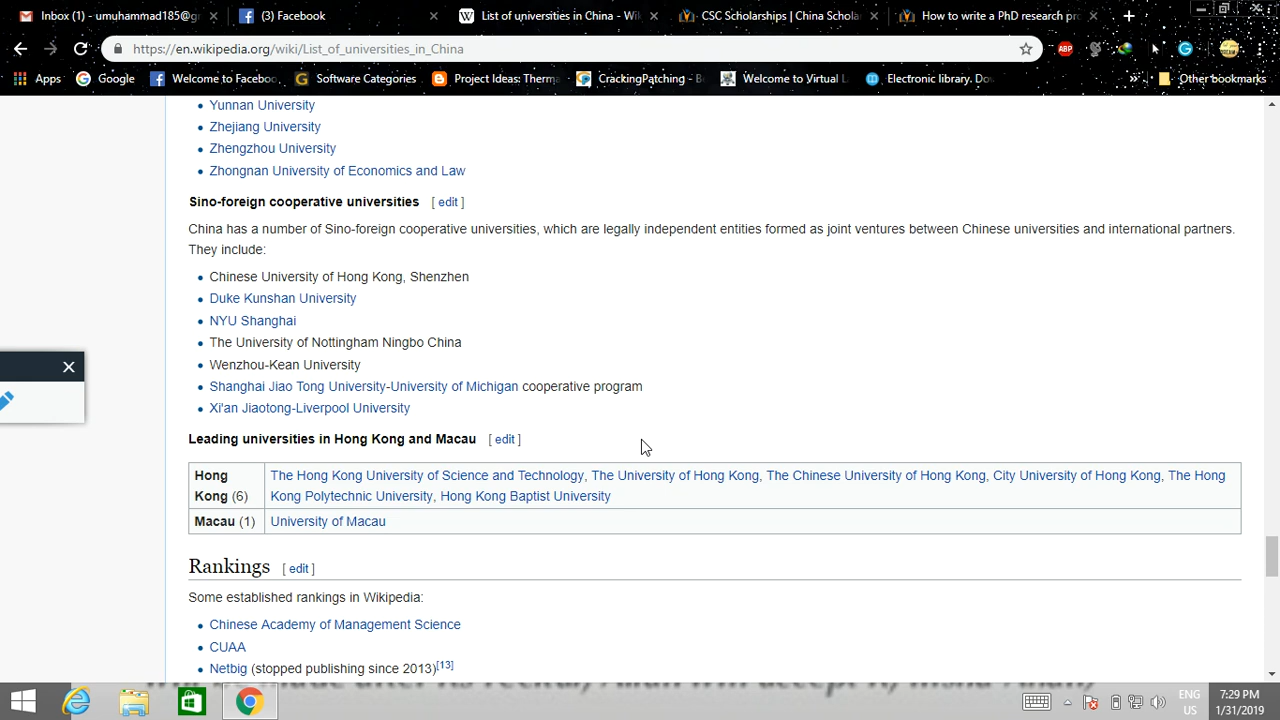 Inbox (1) - umuhammad185@g
(3) Facebook
List of universities in China - Wik
CSC Scholarships | China Schola
How to write a PhD research pro
https://en.wikipedia.org/wiki/List_of_universities_in_China
ABP
Apps
Google
Welcome to Faceboo
Software Categories
Project Ideas: Therma
CrackingPatching - B
Welcome to Virtual L
Electronic library. Do
Other bookmarks
Yunnan University
Zhejiang University
Zhengzhou University
Zhongnan University of Economics and Law
Sino-foreign cooperative universities [ edit ]
China has a number of Sino-foreign cooperative universities, which are legally independent entities formed as joint ventures between Chinese universities and international partners.
They include:
Chinese University of Hong Kong, Shenzhen
Duke Kunshan University
NYU Shanghai
The University of Nottingham Ningbo China
Wenzhou-Kean University
Shanghai Jiao Tong University-University of Michigan cooperative program
Xi'an Jiaotong-Liverpool University
Leading universities in Hong Kong and Macau [ edit ]
Hong Kong (6)
The Hong Kong University of Science and Technology, The University of Hong Kong, The Chinese University of Hong Kong, City University of Hong Kong, The Hong
Kong Polytechnic University, Hong Kong Baptist University
Macau (1) University of Macau
Rankings [ edit ]
Some established rankings in Wikipedia:
Chinese Academy of Management Science
CUAA
Netbig (stopped publishing since 2013)[13]
ENG
US
7:29 PM
1/31/2019